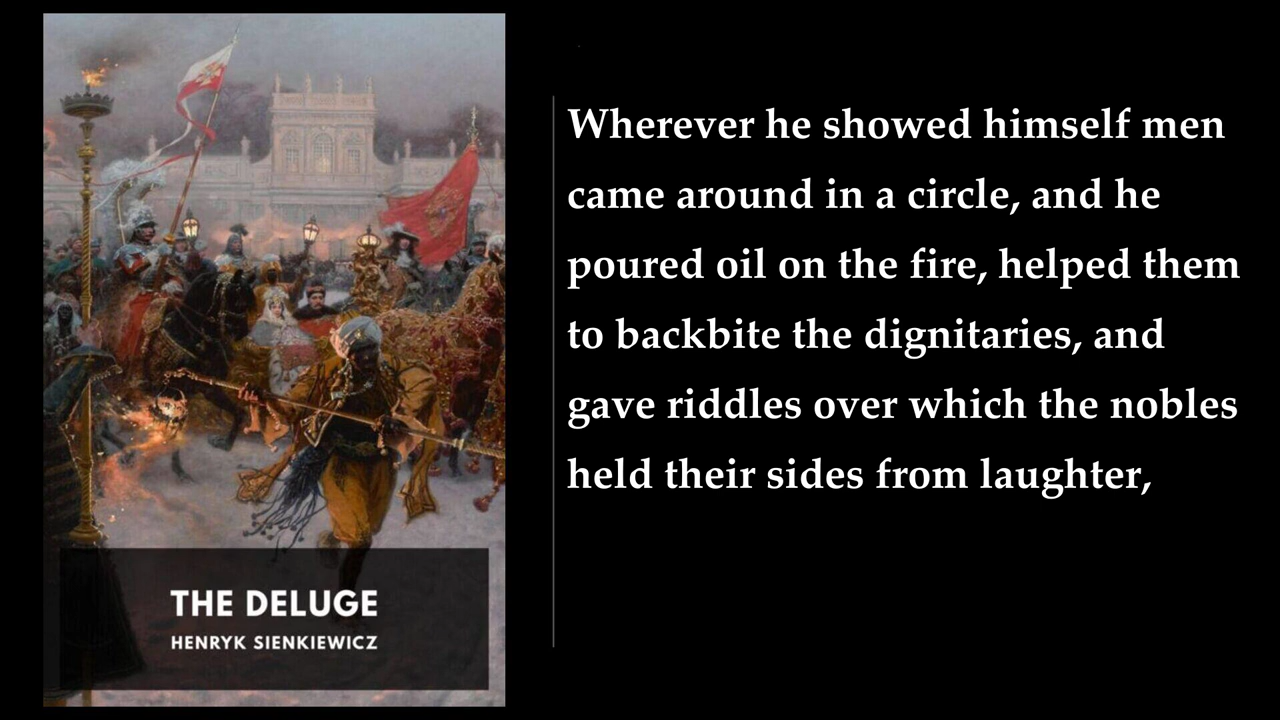 Wherever he showed himself men
came around in a circle, and he
poured oil on the fire, helped them
to backbite the dignitaries, and
gave riddles over which the nobles
held their sides from laughter,
THE DELUGE
HENRYK SIENKIEWICZ